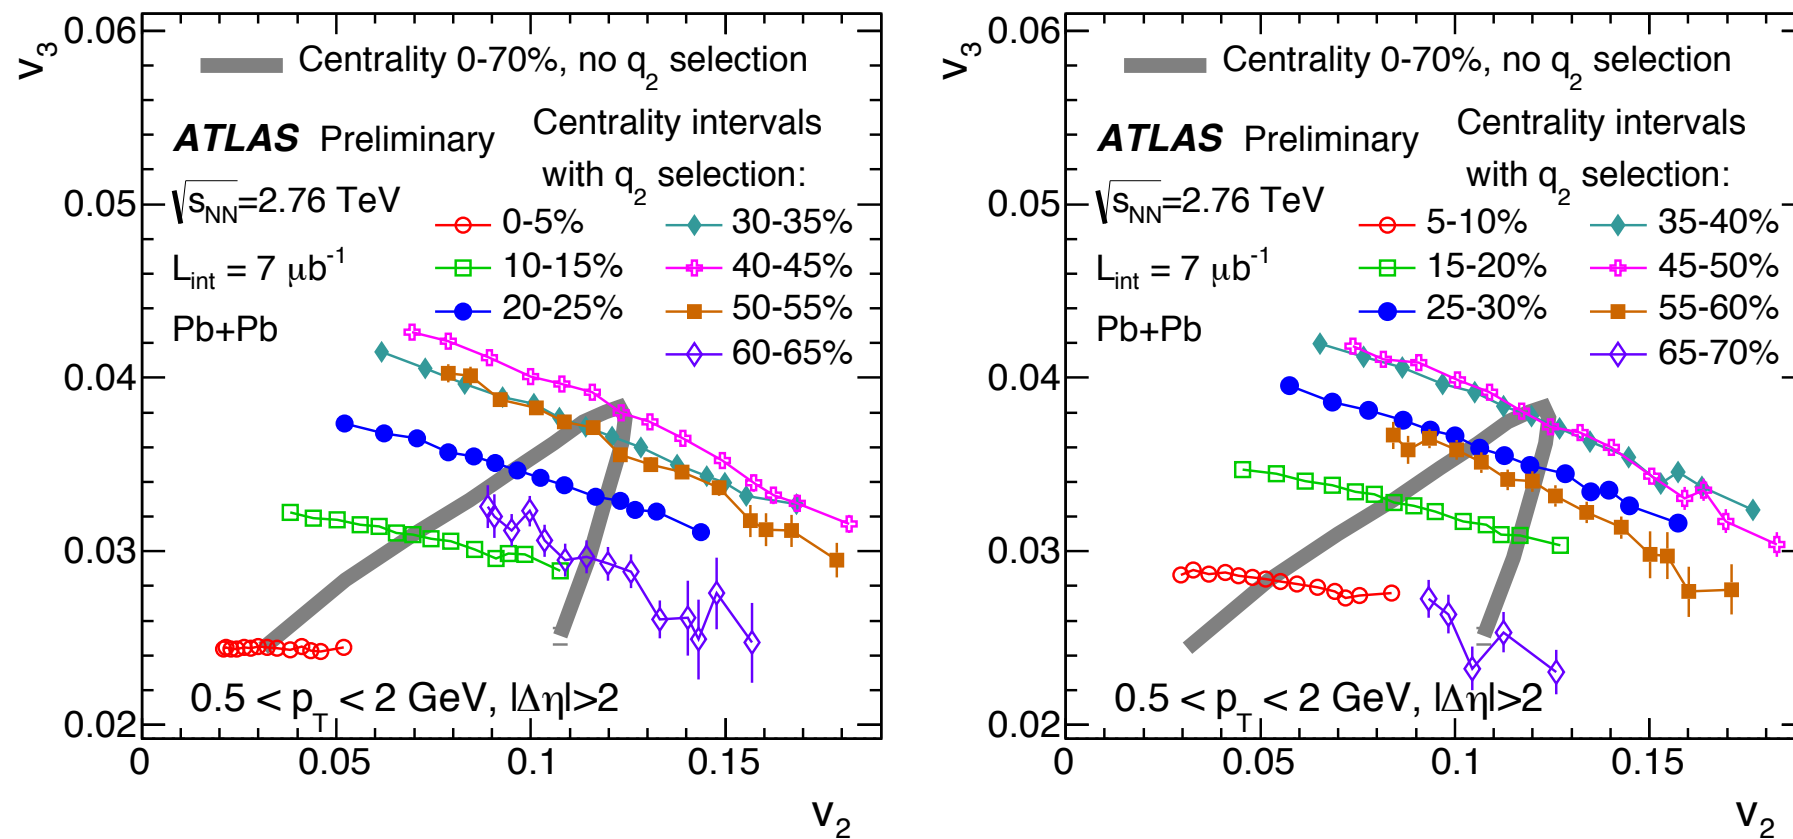 v3
0.06
0.05
0.04
0.03
0.02
Centrality 0-70%, no q2 selection
ATLAS Preliminary
√sNN=2.76 TeV
Lint = 7 μb-1
Pb+Pb
Centrality intervals
with q2 selection:
0-5%
30-35%
10-15%
40-45%
20-25%
50-55%
60-65%
0.5 < pT < 2 GeV, |Δη|>2
0 0.05 0.1 0.15
v2
v3
0.06
0.05
0.04
0.03
0.02
Centrality 0-70%, no q2 selection
ATLAS Preliminary
√sNN=2.76 TeV
Lint = 7 μb-1
Pb+Pb
Centrality intervals
with q2 selection:
5-10%
35-40%
15-20%
45-50%
25-30%
55-60%
65-70%
0.5 < pT < 2 GeV, |Δη|>2
0 0.05 0.1 0.15
v2